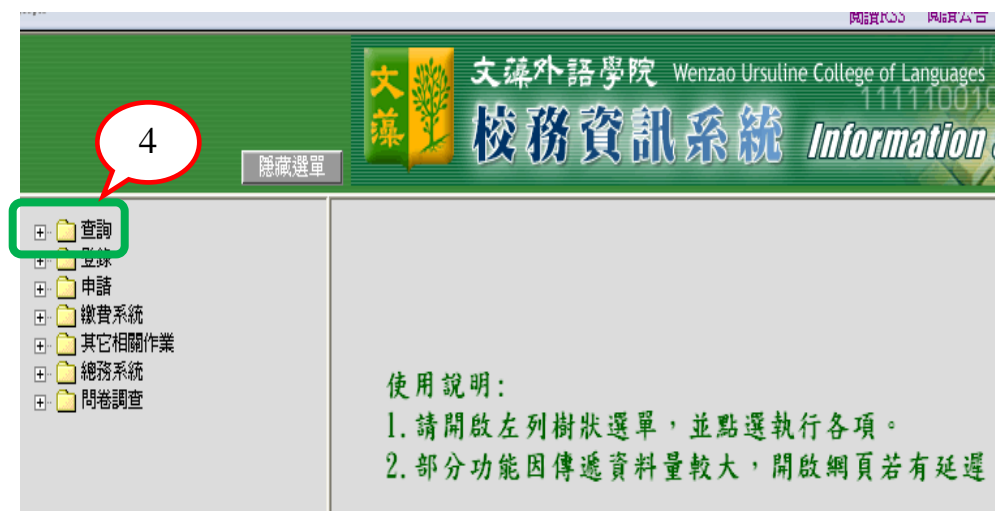 閱讀RSS 閱讀公告
文藻
文藻外語學院 Wenzao Ursuline College of Languages
校務資訊系統 Information
4
隱藏選單
查詢
登錄
申請
繳費系統
其它相關作業
總務系統
問卷調查
使用說明:
1.請開啟左列樹狀選單，並點選執行各項。
2.部分功能因傳遞資料量較大，開啟網頁若有延遲